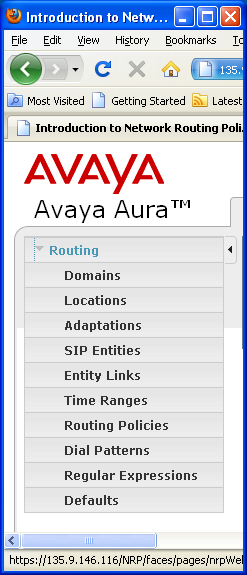 Introduction to Netw...
File Edit View History Bookmarks To
135.9
Most Visited Getting Started Latest
Introduction to Network Routing Poli.
AVAYA
Avaya Aura™
Routing
Domains
Locations
Adaptations
SIP Entities
Entity Links
Time Ranges
Routing Policies
Dial Patterns
Regular Expressions
Defaults
https://135.9.146.116/NRP/faces/pages/nrpWel